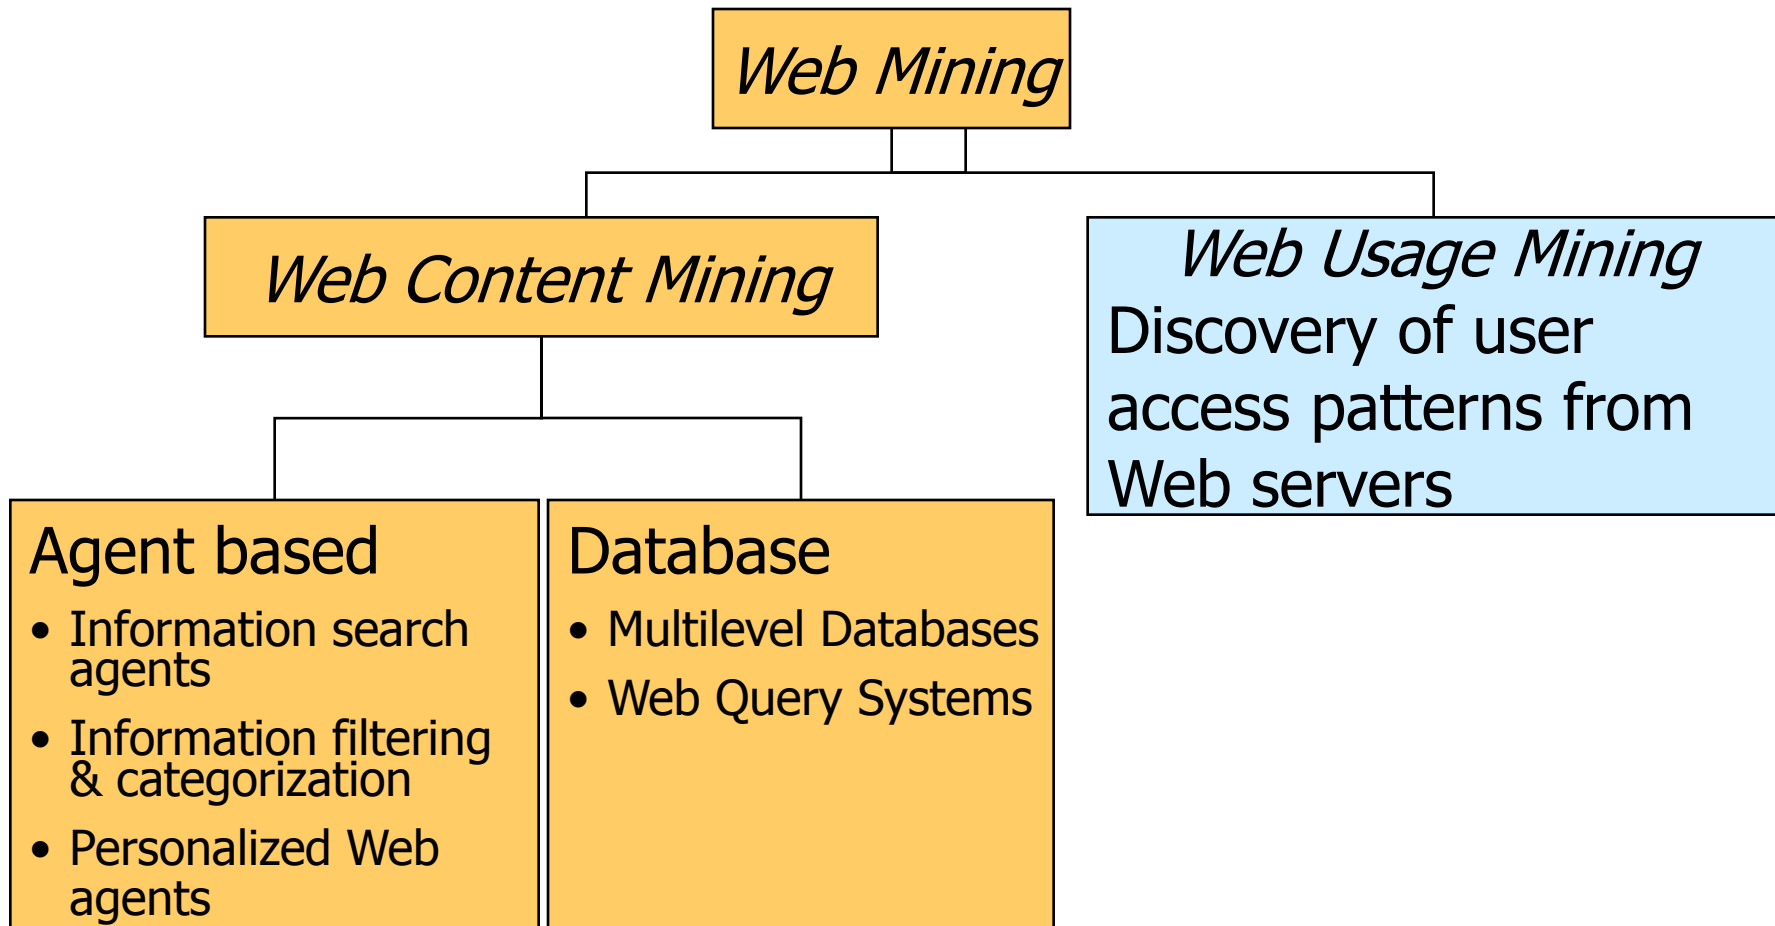 Web Mining
Web Content Mining
Web Usage Mining
Discovery of user
access patterns from
Web servers
Agent based
• Information search
agents
• Information filtering
& categorization
• Personalized Web
agents
Database
• Multilevel Databases
• Web Query Systems